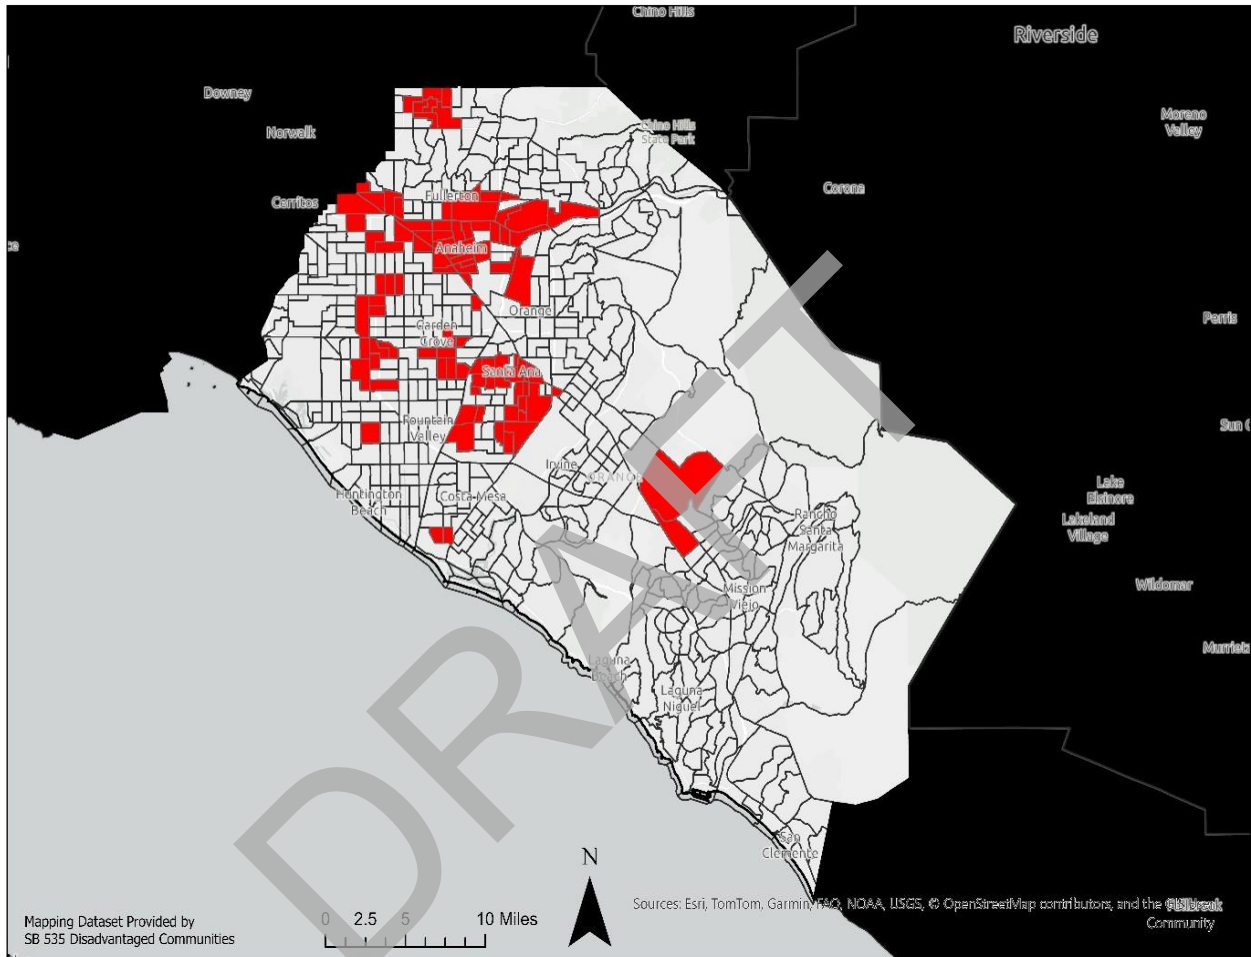 Chino Hills
Riverside
Downey
Moreno
Valley
Norwalk
Chino Hills
State Park
Corona
Cerritos
Fullerton
Anaheim
Orange
Perris
Garden
Grove
Santa Ana
Fountain
Valley
Sun
Irvine
ORANGE
Lake
Elsinore
Huntington
Beach
Costa Mesa
Rancho
Santa
Margarita
Lakeland
Village
Mission
Viejo
Wildomar
Laguna
Beach
Murrieta
Laguna
Niguel
San
Clemente
DRAFT
N
Mapping Dataset Provided by
SB 535 Disadvantaged Communities
0 2.5 5 10 Miles
Sources: Esri, TomTom, Garmin, FAO, NOAA, USGS, © OpenStreetMap contributors, and the GIS User
Community